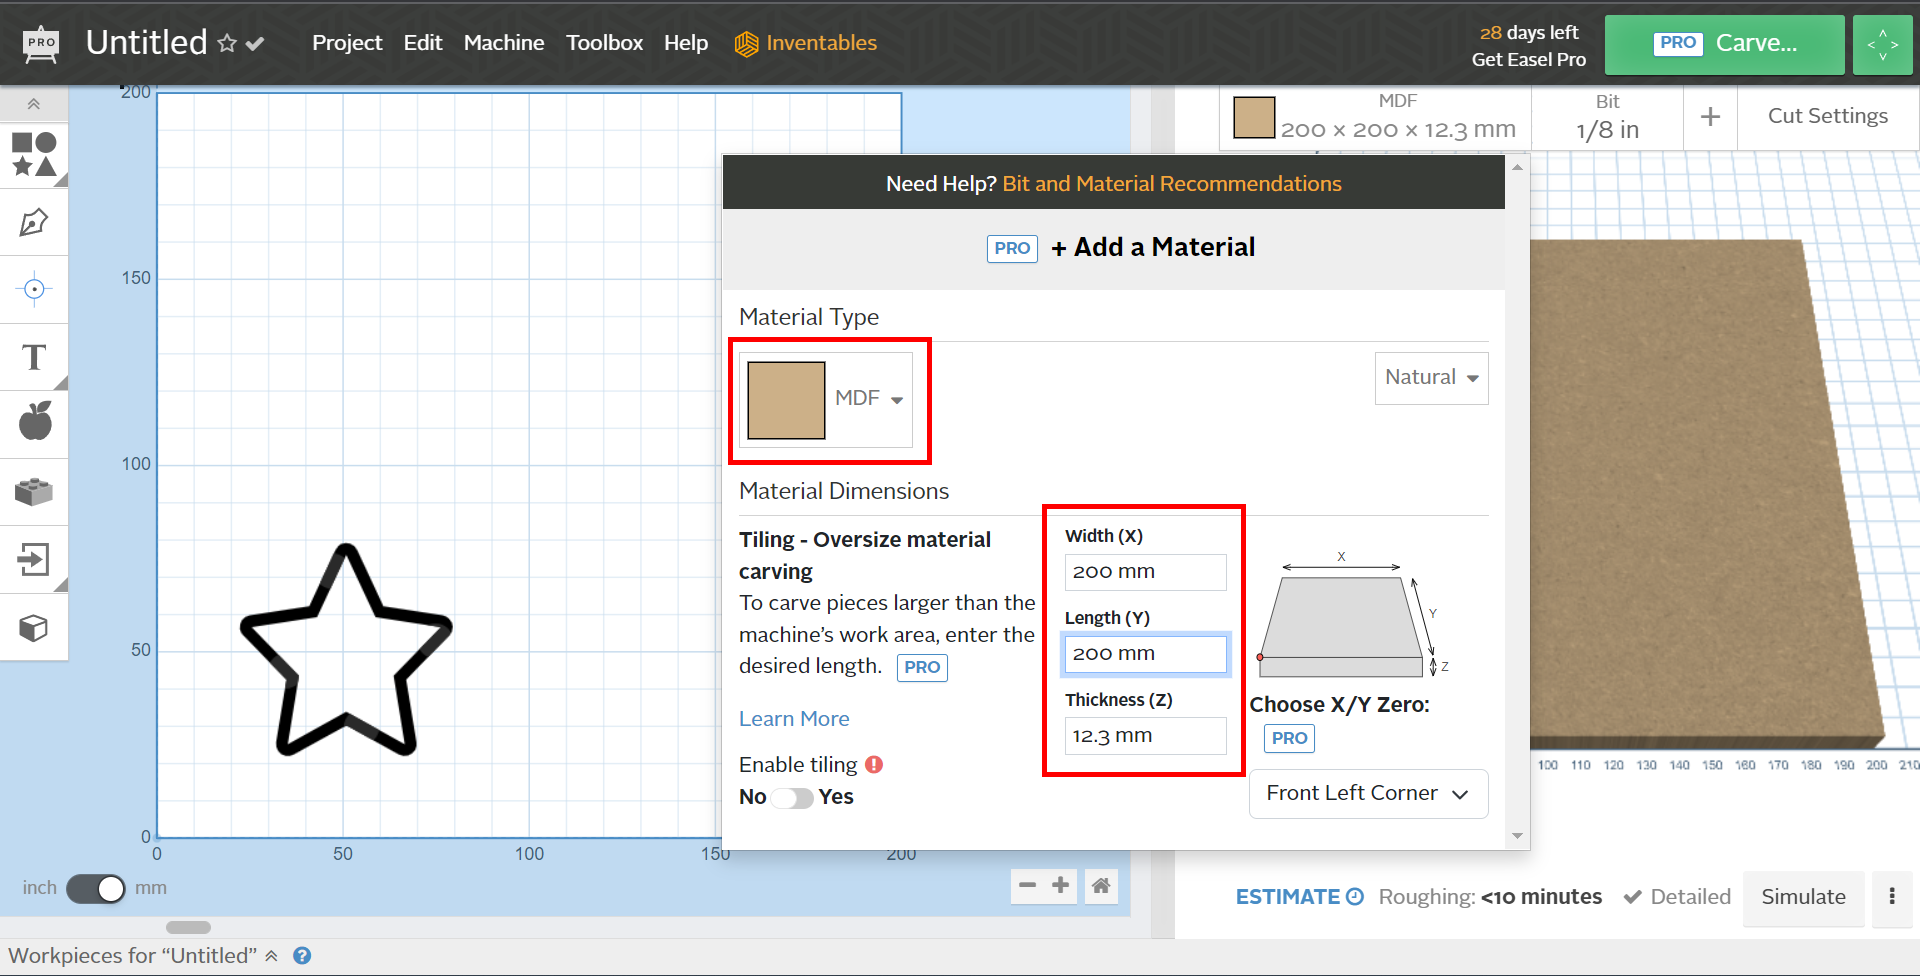 PRO
Untitled
Project Edit Machine Toolbox Help Inventables
28 days left
Get Easel Pro
PRO Carve...
MDF
200 × 200 × 12.3 mm
Bit
1/8 in
+
Cut Settings
200
150
100
50
0
0 50 100 150 200
T
inch mm
Need Help? Bit and Material Recommendations
PRO + Add a Material
Material Type
MDF
Natural
Material Dimensions
Tiling - Oversize material
carving
To carve pieces larger than the
machine's work area, enter the
desired length. PRO
Learn More
Enable tiling
No Yes
Width (X)
200 mm
Length (Y)
200 mm
Thickness (Z)
12.3 mm
X
Y
Z
Choose X/Y Zero:
PRO
Front Left Corner
100 110 120 130 140 150 160 170 180 190 200 210
ESTIMATE Roughing: <10 minutes Detailed
Simulate
Workpieces for “Untitled” ?